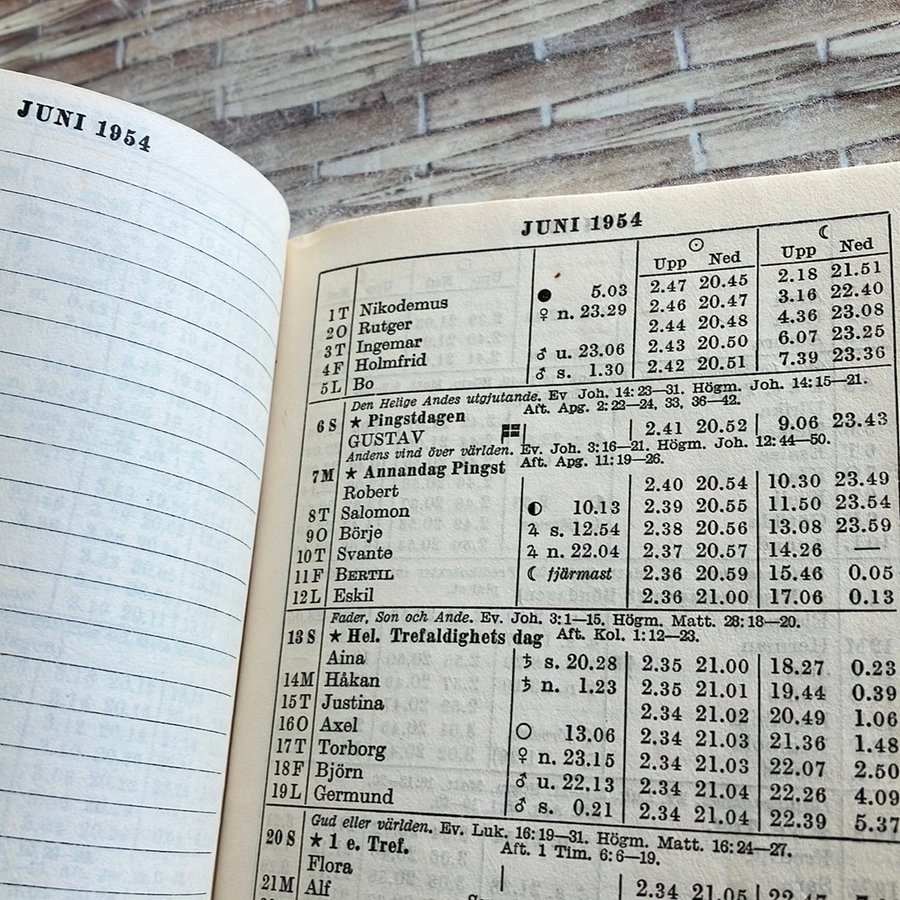 JUNI 1954
JUNI 1954
☉ ☾
Upp Ned Upp Ned
1 T Nikodemus ● 5.03 2.47 20.45 2.18 21.51
2 O Rutger ♀ n. 23.29 2.46 20.47 3.16 22.40
3 T Ingemar 2.44 20.48 4.36 23.08
4 F Holmfrid ♂ u. 23.06 2.43 20.50 6.07 23.25
5 L Bo ♂ s. 1.30 2.42 20.51 7.39 23.36
Den Helige Andes utgjutande. Ev Joh. 14:23—31. Högm. Joh. 14:15—21.
6 S ★ Pingstdagen Aft. Apg. 2:22—24, 33, 36—42.
GUSTAV 2.41 20.52 9.06 23.43
Andens vind över världen. Ev. Joh. 3:16—21. Högm. Joh. 12:44—50.
7 M ★ Annandag Pingst Aft. Apg. 11:19—26.
Robert 2.40 20.54 10.30 23.49
8 T Salomon ◐ 10.13 2.39 20.55 11.50 23.54
9 O Börje ♃ s. 12.54 2.38 20.56 13.08 23.59
10 T Svante ♃ n. 22.04 2.37 20.57 14.26 —
11 F BERTIL ☾ fjärmast 2.36 20.59 15.46 0.05
12 L Eskil 2.36 21.00 17.06 0.13
Fader, Son och Ande. Ev. Joh. 3:1—15. Högm. Matt. 28:18—20.
13 S ★ Hel. Trefaldighets dag Aft. Kol. 1:12—23.
Aina ♄ s. 20.28 2.35 21.00 18.27 0.23
14 M Håkan ♄ n. 1.23 2.35 21.01 19.44 0.39
15 T Justina 2.34 21.02 20.49 1.06
16 O Axel ○ 13.06 2.34 21.03 21.36 1.48
17 T Torborg ♀ n. 23.15 2.34 21.03 22.07 2.50
18 F Björn ♂ u. 22.13 2.34 21.04 22.26 4.09
19 L Germund ♂ s. 0.21 2.34 21.04 22.39 5.37
Gud eller världen. Ev. Luk. 16:19—31. Högm. Matt. 16:24—27.
20 S ★ 1 e. Tref. Aft. 1 Tim. 6:6—19.
Flora 2.34 21.05
21 M Alf